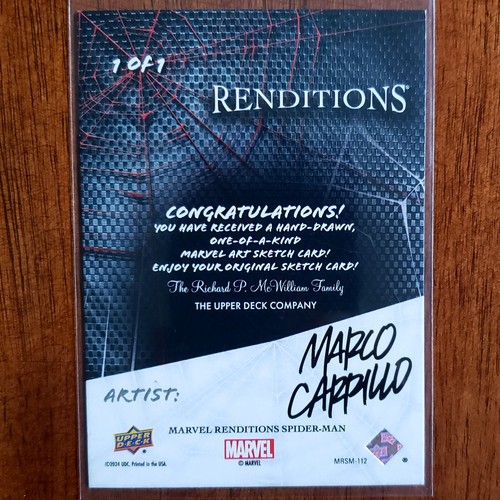 1 of 1
RENDITIONS®
CONGRATULATIONS!
YOU HAVE RECEIVED A HAND-DRAWN,
ONE-OF-A-KIND
MARVEL ART SKETCH CARD!
ENJOY YOUR ORIGINAL SKETCH CARD!
The Richard P. McWilliam Family
THE UPPER DECK COMPANY
MARCO
CARRILLO
ARTIST:
MARVEL RENDITIONS SPIDER-MAN
UPPER
DECK
©2024 UDC. Printed in the USA.
MARVEL
© MARVEL
MRSM-112
®